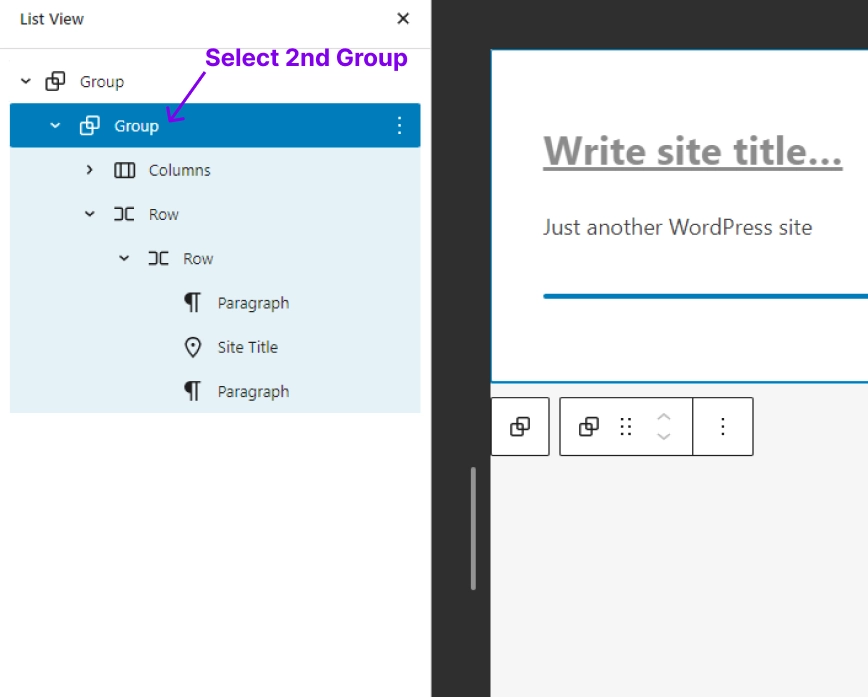 List View
Select 2nd Group
Group
Group
Columns
Row
Row
Paragraph
Site Title
Paragraph
Write site title...
Just another WordPress site